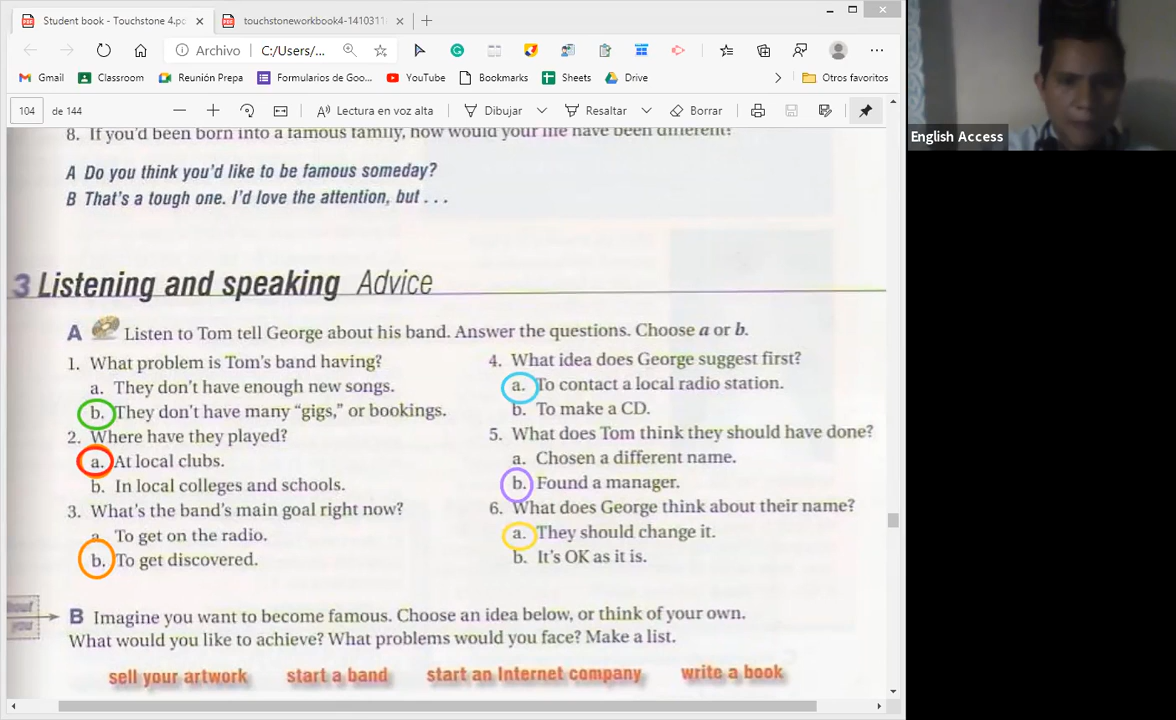 Student book - Touchstone 4.pc
touchstoneworkbook4-1410311
Archivo C:/Users/...
Gmail Classroom Reunión Prepa Formularios de Goo... YouTube Bookmarks Sheets Drive Otros favoritos
104 de 144 Lectura en voz alta Dibujar Resaltar Borrar
8. If you'd been born into a famous family, how would your life have been different?
A Do you think you'd like to be famous someday?
B That's a tough one. I'd love the attention, but . . .
3 Listening and speaking Advice
A Listen to Tom tell George about his band. Answer the questions. Choose a or b.
1. What problem is Tom's band having?
a. They don't have enough new songs.
b. They don't have many "gigs," or bookings.
2. Where have they played?
a. At local clubs.
b. In local colleges and schools.
3. What's the band's main goal right now?
a. To get on the radio.
b. To get discovered.
4. What idea does George suggest first?
a. To contact a local radio station.
b. To make a CD.
5. What does Tom think they should have done?
a. Chosen a different name.
b. Found a manager.
6. What does George think about their name?
a. They should change it.
b. It's OK as it is.
about
you
B Imagine you want to become famous. Choose an idea below, or think of your own.
What would you like to achieve? What problems would you face? Make a list.
sell your artwork start a band start an Internet company write a book
English Access